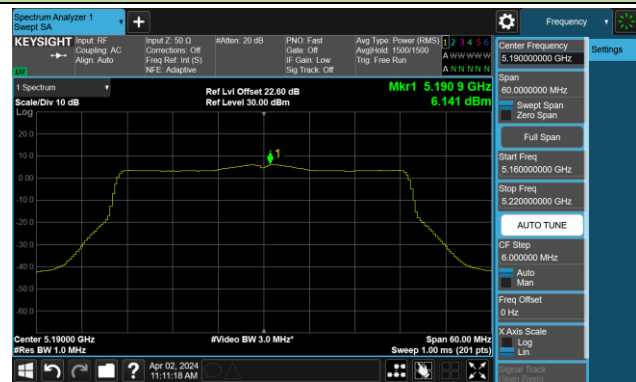 Spectrum Analyzer 1
Swept SA
Frequency
KEYSIGHT
Input: RF
Coupling: AC
Align: Auto
Input Z: 50 Ω
Corrections: Off
Freq Ref: Int (S)
NFE: Adaptive
#Atten: 20 dB
PNO: Fast
Gate: Off
IF Gain: Low
Sig Track: Off
Avg Type: Power (RMS)
Avg|Hold: 1500/1500
Trig: Free Run
1 2 3 4 5 6
A W W W W W
A N N N N N
1 Spectrum
Scale/Div 10 dB
Log
Ref Lvl Offset 22.60 dB
Ref Level 30.00 dBm
Mkr1 5.190 9 GHz
6.141 dBm
20.0
10.0
0.00
-10.0
-20.0
-30.0
-40.0
-50.0
-60.0
1
Center 5.19000 GHz
#Res BW 1.0 MHz
#Video BW 3.0 MHz*
Span 60.00 MHz
Sweep 1.00 ms (201 pts)
Apr 02, 2024
11:11:18 AM
Center Frequency
5.190000000 GHz
Settings
Span
60.0000000 MHz
Swept Span
Zero Span
Full Span
Start Freq
5.160000000 GHz
Stop Freq
5.220000000 GHz
AUTO TUNE
CF Step
6.000000 MHz
Auto
Man
Freq Offset
0 Hz
X Axis Scale
Log
Lin
Signal Track
(Span Zoom)